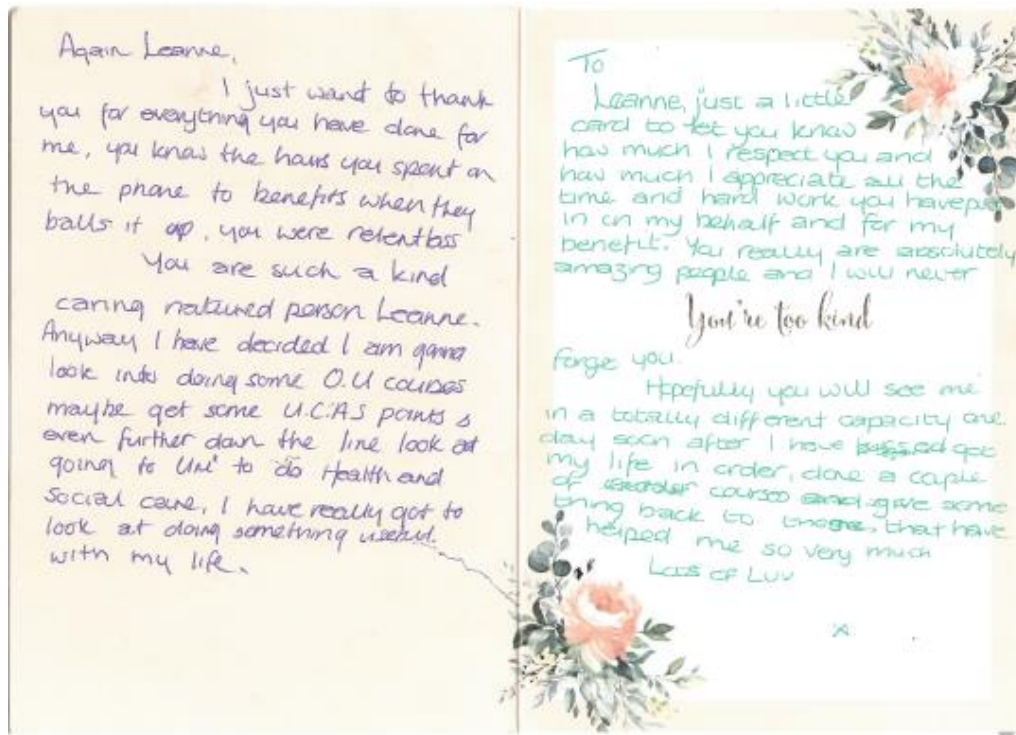 Again Leanne,
I just want to thank
you for everything you have done for
me, you know the hours you spent on
the phone to benefits when they
balls it up, you were relentless
You are such a kind
caring natured person Leanne.
Anyway I have decided I am gonna
look into doing some O.U courses
maybe get some U.C.A.S points &
even further down the line look at
going to Uni to do Health and
social care, I have really got to
look at doing something useful
with my life.
To
Leanne, just a little
card to let you know
how much I respect you and
how much I appreciate all the
time and hard work you have put
in on my behalf and for my
benefit. You really are absolutely
amazing people and I will never
You're too kind
forget you.
Hopefully you will see me
in a totally different capacity one
day soon after I have got
my life in order, done a couple
of courses and give some
thing back to those, that have
helped me so very much
Lots of Luv
x